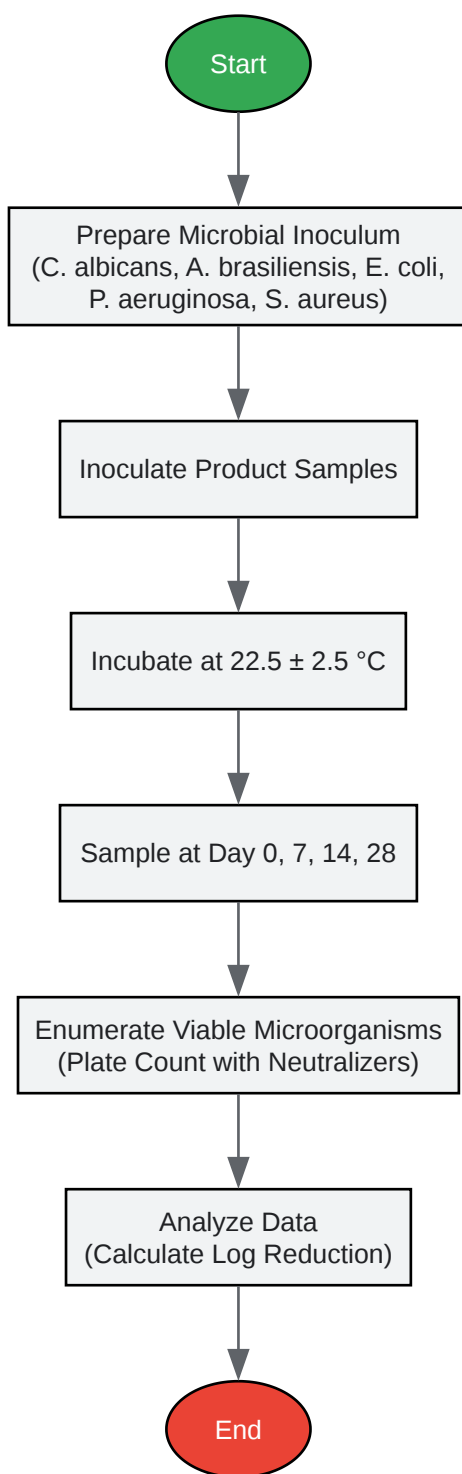 Start
Prepare Microbial Inoculum
(C. albicans, A. brasiliensis, E. coli,
P. aeruginosa, S. aureus)
Inoculate Product Samples
Incubate at 22.5 ± 2.5 °C
Sample at Day 0, 7, 14, 28
Enumerate Viable Microorganisms
(Plate Count with Neutralizers)
Analyze Data
(Calculate Log Reduction)
End